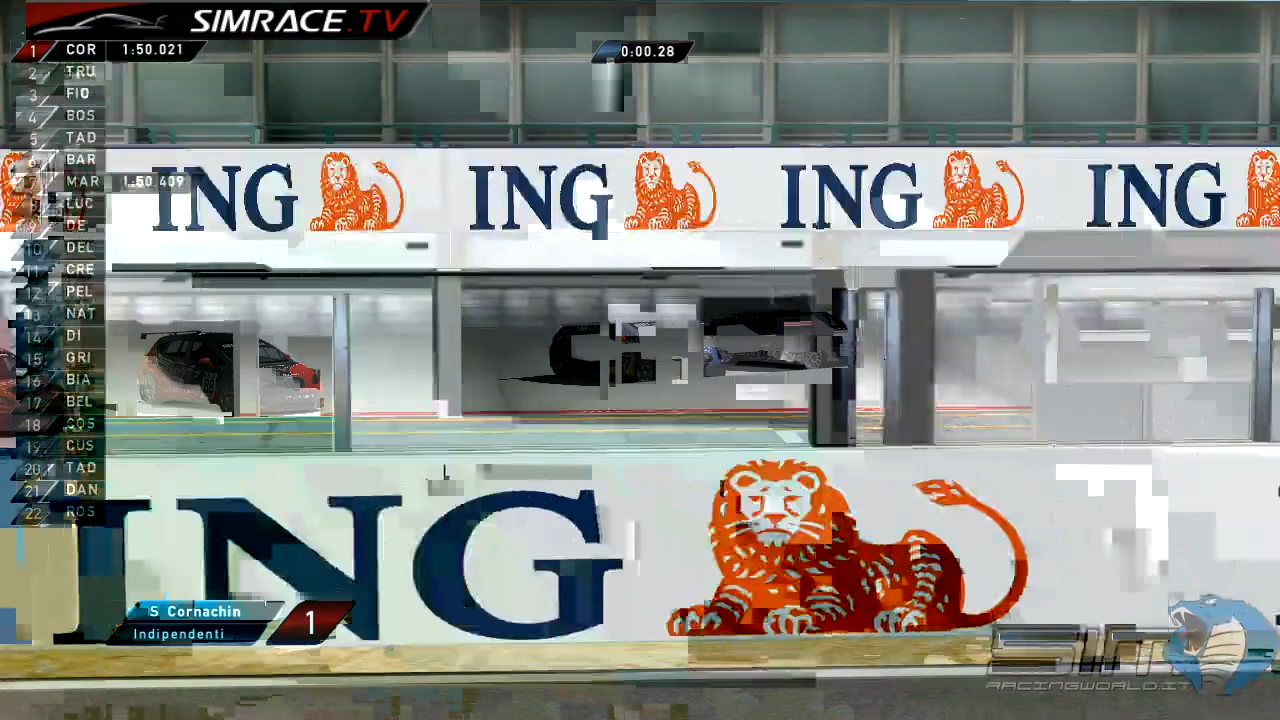 SIMRACE.TV
1 COR 1:50.021
0:00.28
2 TRU
3 FIO
4 BOS
5 TAD
6 BAR
MAR 1:50 409
LUC
9 DE
10 DEL
11 CRE
12 PEL
13 NAT
14 DI
15 GRI
16 BIA
17 BEL
18 COS
19 CUS
20 TAD
21 DAN
22 ROS
ING ING ING ING
ING
S Cornachin
Indipendenti
1
SIM
RACINGWORLD.IT